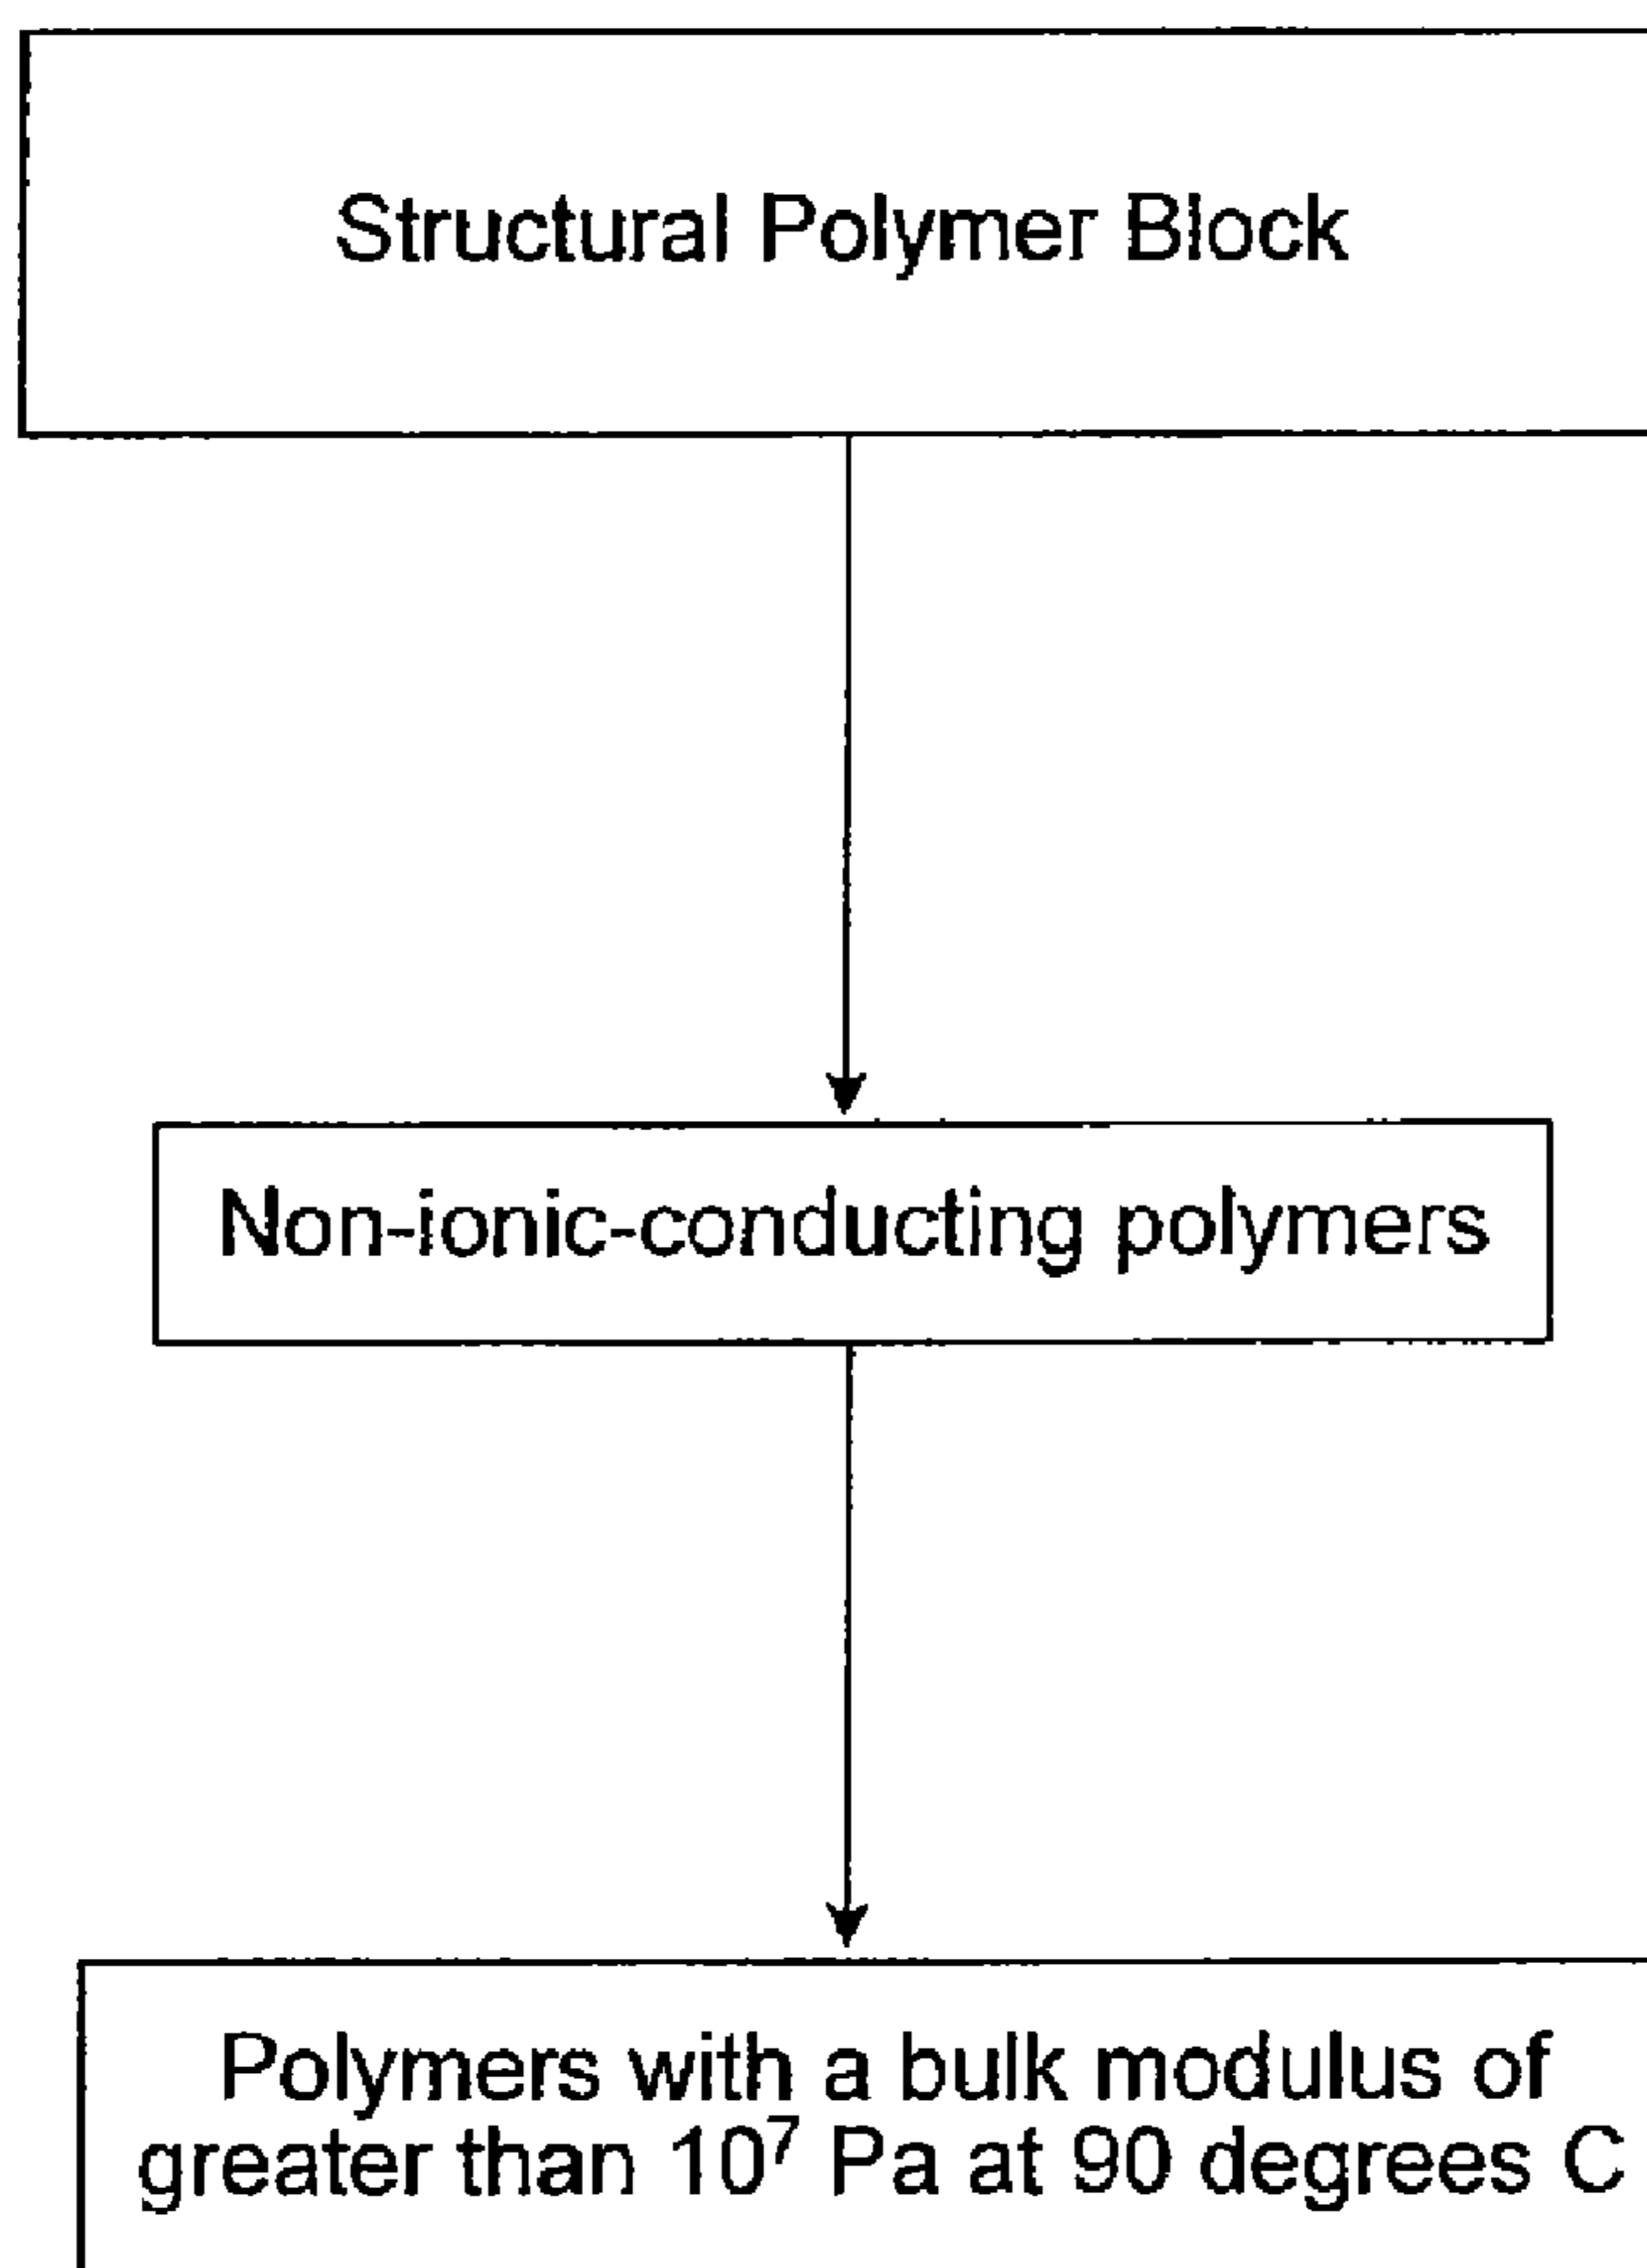 Structural Polymer Block
Non-ionic-conducting polymers
Polymers with a bulk modulus of
greater than 10⁷ Pa at 90 degrees C